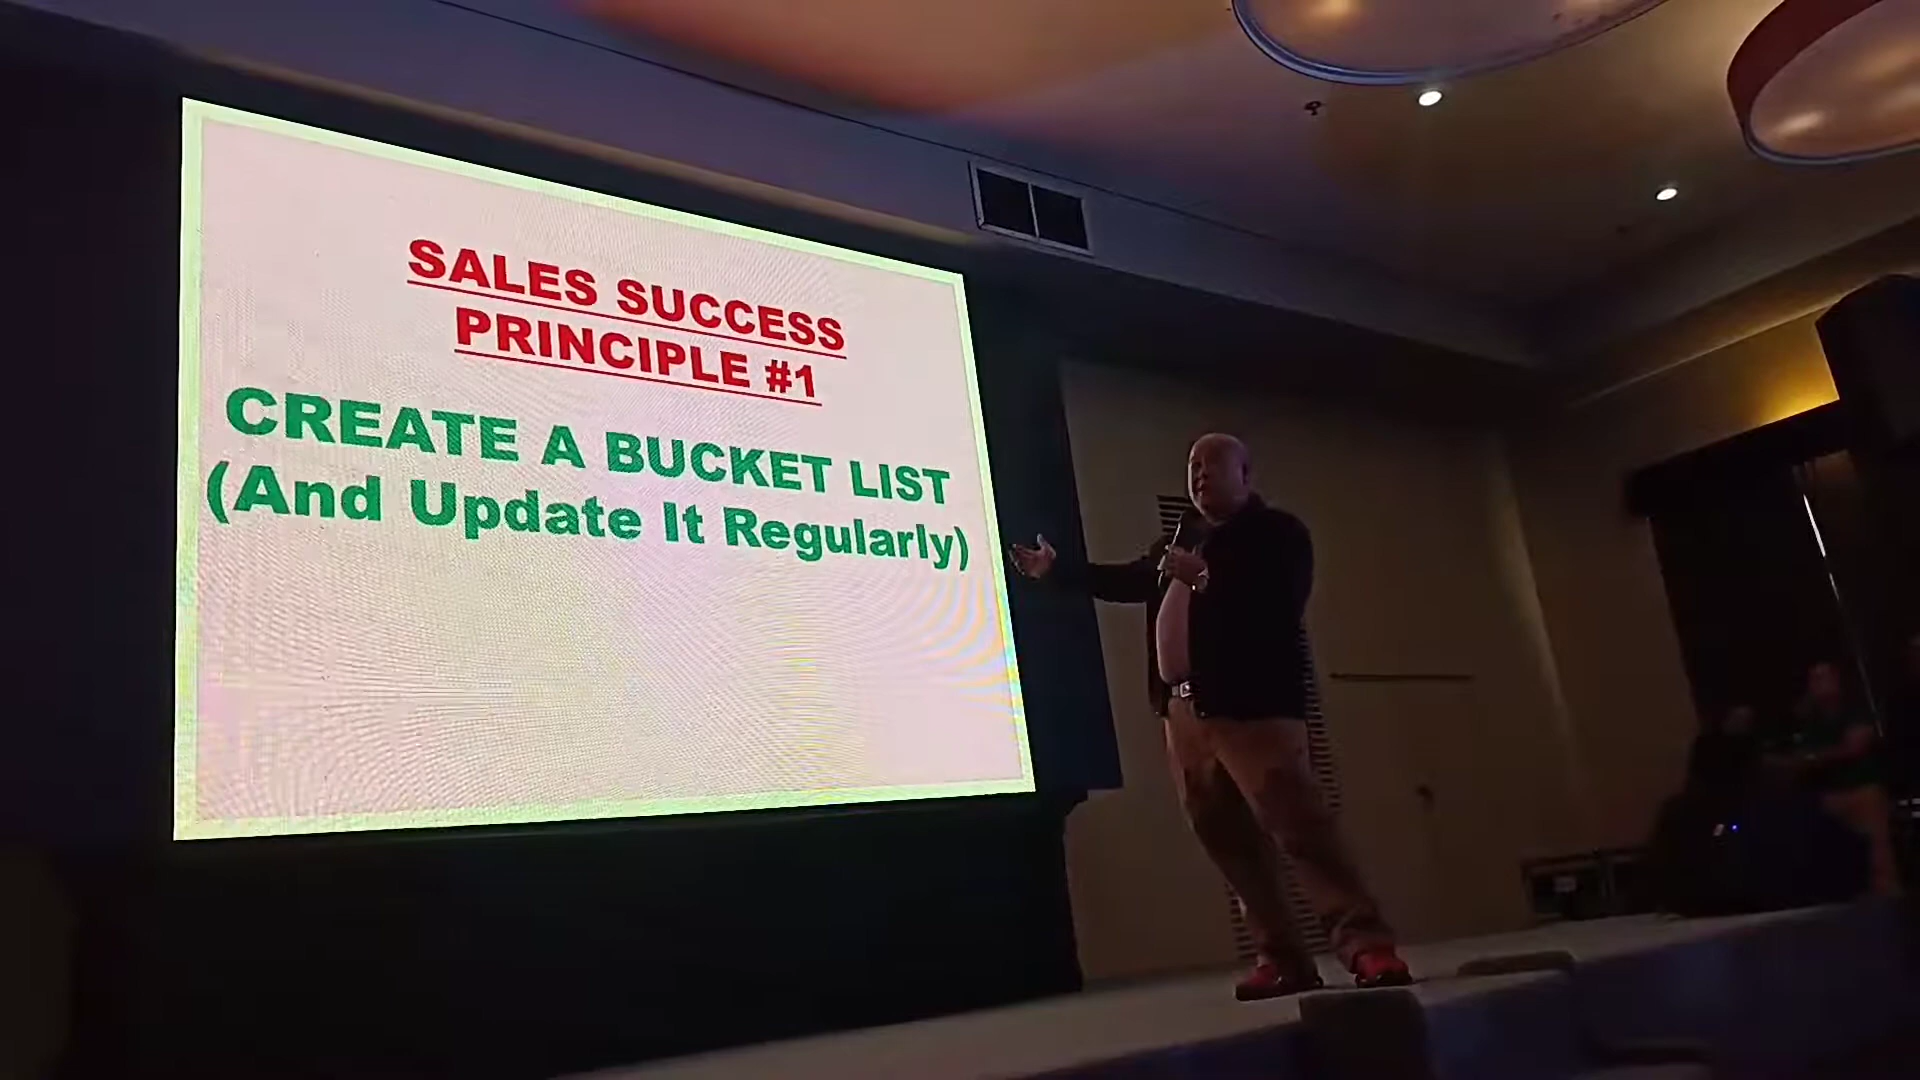 SALES SUCCESS
PRINCIPLE #1
CREATE A BUCKET LIST
(And Update It Regularly)